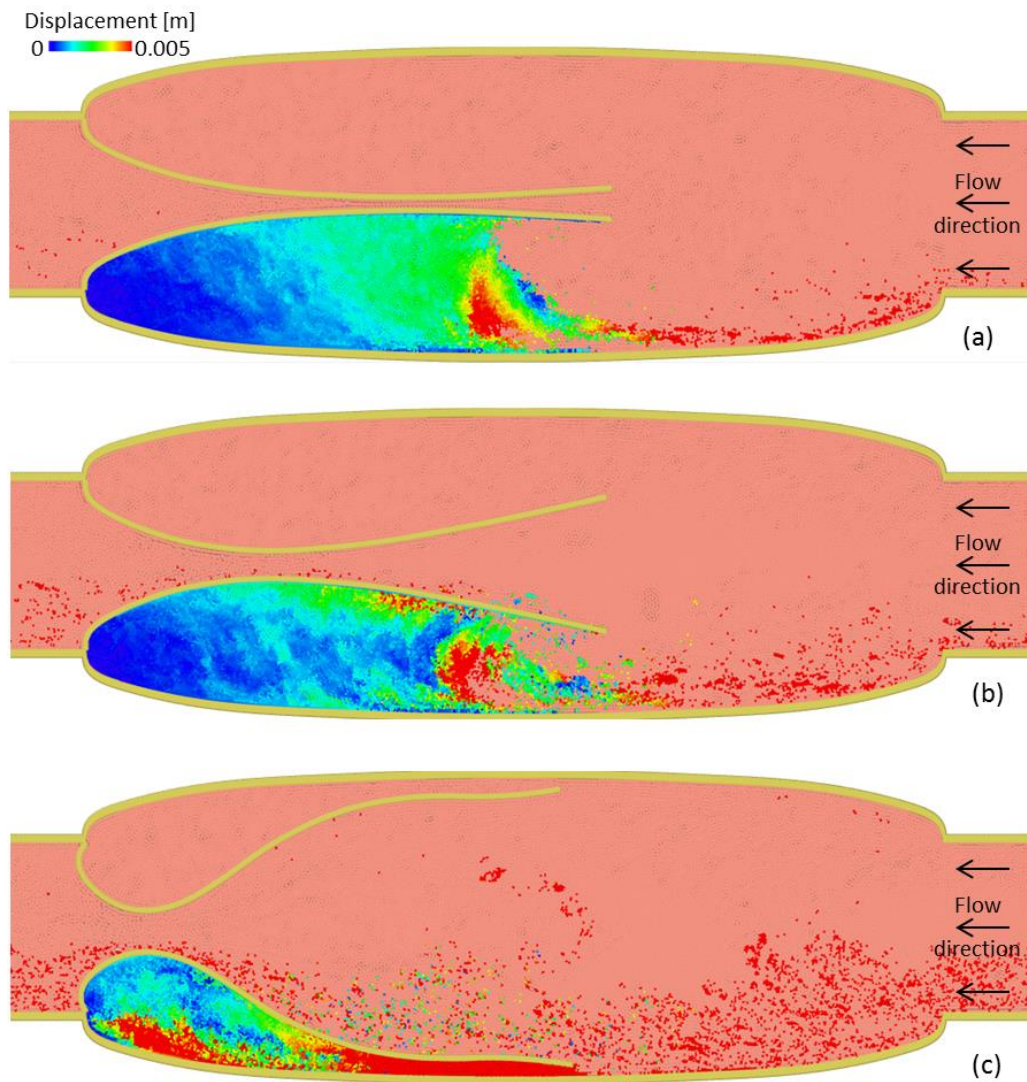 Displacement [m]
0 0.005
Flow
direction
(a)
Flow
direction
(b)
Flow
direction
(c)